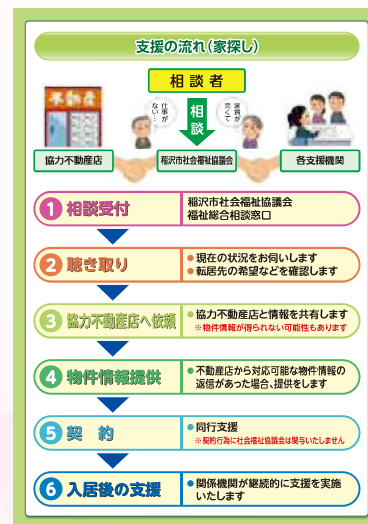 支援の流れ(家探し)
相談者
不動産
仕事が
ない…
相談
家賃が
高くて
協力不動産店
稲沢市社会福祉協議会
各支援機関
1 相談受付
稲沢市社会福祉協議会
福祉総合相談窓口
2 聴き取り
●現在の状況をお伺いします
●転居先の希望などを確認します
3 協力不動産店へ依頼
●協力不動産店と情報を共有します
※物件情報が得られない可能性もあります
4 物件情報提供
●不動産店から対応可能な物件情報の
返信があった場合、提供をします
5 契約
●同行支援
※契約行為に社会福祉協議会は関与いたしません
6 入居後の支援
●関係機関が継続的に支援を実施
いたします